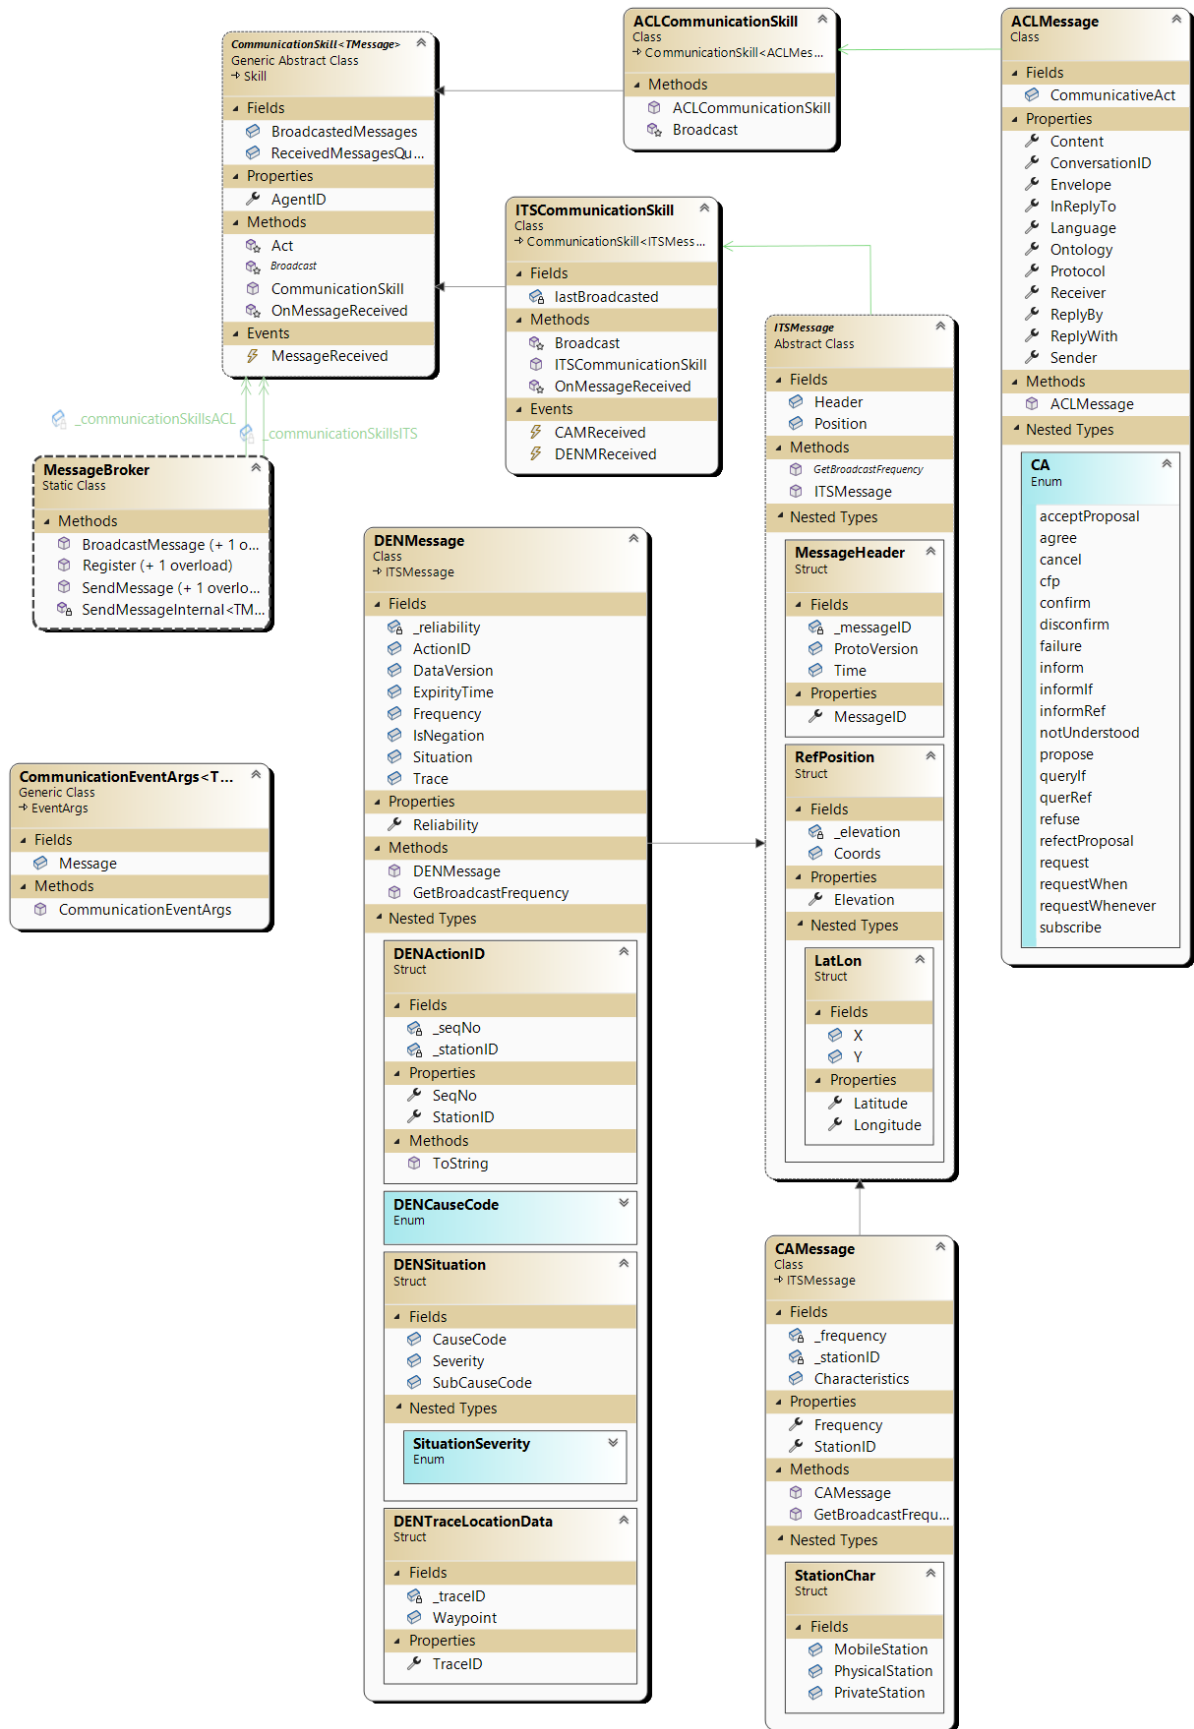 CommunicationSkill<TMessage>
Generic Abstract Class
Skill
Fields
BroadcastedMessages
ReceivedMessagesQu...
Properties
AgentID
Methods
Act
Broadcast
CommunicationSkill
OnMessageReceived
Events
MessageReceived
ACLCommunicationSkill
Class
CommunicationSkill<ACLMes...
Methods
ACLCommunicationSkill
Broadcast
ACLMessage
Class
Fields
CommunicativeAct
Properties
Content
ConversationID
Envelope
InReplyTo
Language
Ontology
Protocol
Receiver
ReplyBy
ReplyWith
Sender
Methods
ACLMessage
Nested Types
CA
Enum
acceptProposal
agree
cancel
cfp
confirm
disconfirm
failure
inform
informIf
informRef
notUnderstood
propose
queryIf
querRef
refuse
refectProposal
request
requestWhen
requestWhenever
subscribe
ITSCommunicationSkill
Class
CommunicationSkill<ITSMess...
Fields
lastBroadcasted
Methods
Broadcast
ITSCommunicationSkill
OnMessageReceived
Events
CAMReceived
DENMReceived
_communicationSkillsACL
_communicationSkillsITS
MessageBroker
Static Class
Methods
BroadcastMessage (+ 1 o...
Register (+ 1 overload)
SendMessage (+ 1 overlo...
SendMessageInternal<TM...
ITSMessage
Abstract Class
Fields
Header
Position
Methods
GetBroadcastFrequency
ITSMessage
Nested Types
MessageHeader
Struct
Fields
_messageID
ProtoVersion
Time
Properties
MessageID
RefPosition
Struct
Fields
_elevation
Coords
Properties
Elevation
Nested Types
LatLon
Struct
Fields
X
Y
Properties
Latitude
Longitude
DENMessage
Class
ITSMessage
Fields
_reliability
ActionID
DataVersion
ExpirityTime
Frequency
IsNegation
Situation
Trace
Properties
Reliability
Methods
DENMessage
GetBroadcastFrequency
Nested Types
DENActionID
Struct
Fields
_seqNo
_stationID
Properties
SeqNo
StationID
Methods
ToString
DENCauseCode
Enum
DENSituation
Struct
Fields
CauseCode
Severity
SubCauseCode
Nested Types
SituationSeverity
Enum
DENTraceLocationData
Struct
Fields
_traceID
Waypoint
Properties
TraceID
CommunicationEventArgs<T...
Generic Class
EventArgs
Fields
Message
Methods
CommunicationEventArgs
CAMessage
Class
ITSMessage
Fields
_frequency
_stationID
Characteristics
Properties
Frequency
StationID
Methods
CAMessage
GetBroadcastFrequ...
Nested Types
StationChar
Struct
Fields
MobileStation
PhysicalStation
PrivateStation